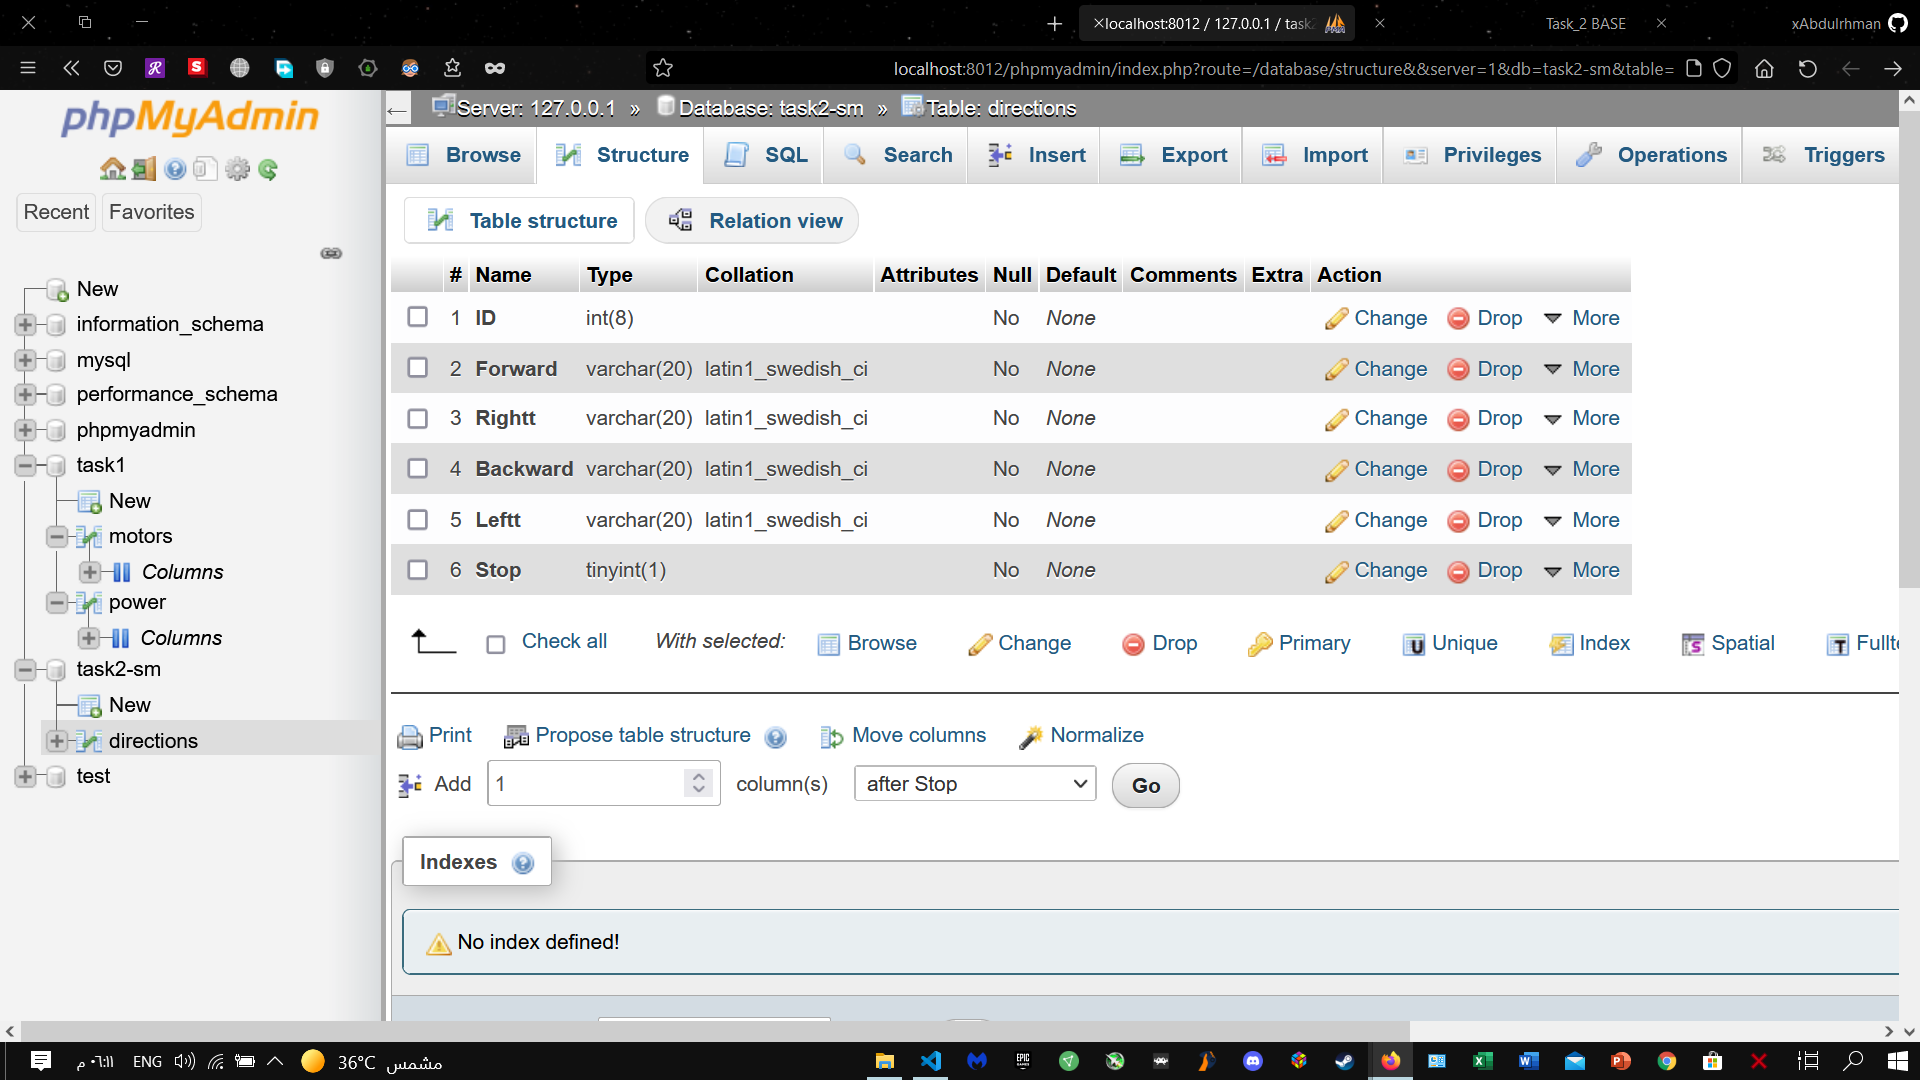 localhost:8012 / 127.0.0.1 / task
Task_2 BASE
xAbdulrhman
localhost:8012/phpmyadmin/index.php?route=/database/structure&&server=1&db=task2-sm&table=
phpMyAdmin
Recent
Favorites
New
information_schema
mysql
performance_schema
phpmyadmin
task1
New
motors
Columns
power
Columns
task2-sm
New
directions
test
Server: 127.0.0.1 » Database: task2-sm » Table: directions
Browse Structure SQL Search Insert Export Import Privileges Operations Triggers
Table structure Relation view
# Name Type Collation Attributes Null Default Comments Extra Action
1 ID int(8) No None Change Drop More
2 Forward varchar(20) latin1_swedish_ci No None Change Drop More
3 Rightt varchar(20) latin1_swedish_ci No None Change Drop More
4 Backward varchar(20) latin1_swedish_ci No None Change Drop More
5 Leftt varchar(20) latin1_swedish_ci No None Change Drop More
6 Stop tinyint(1) No None Change Drop More
Check all With selected: Browse Change Drop Primary Unique Index Spatial Fullte
Print Propose table structure Move columns Normalize
Add 1 column(s) after Stop Go
Indexes
No index defined!
٠٦:١١ م ENG 36°C مشمس